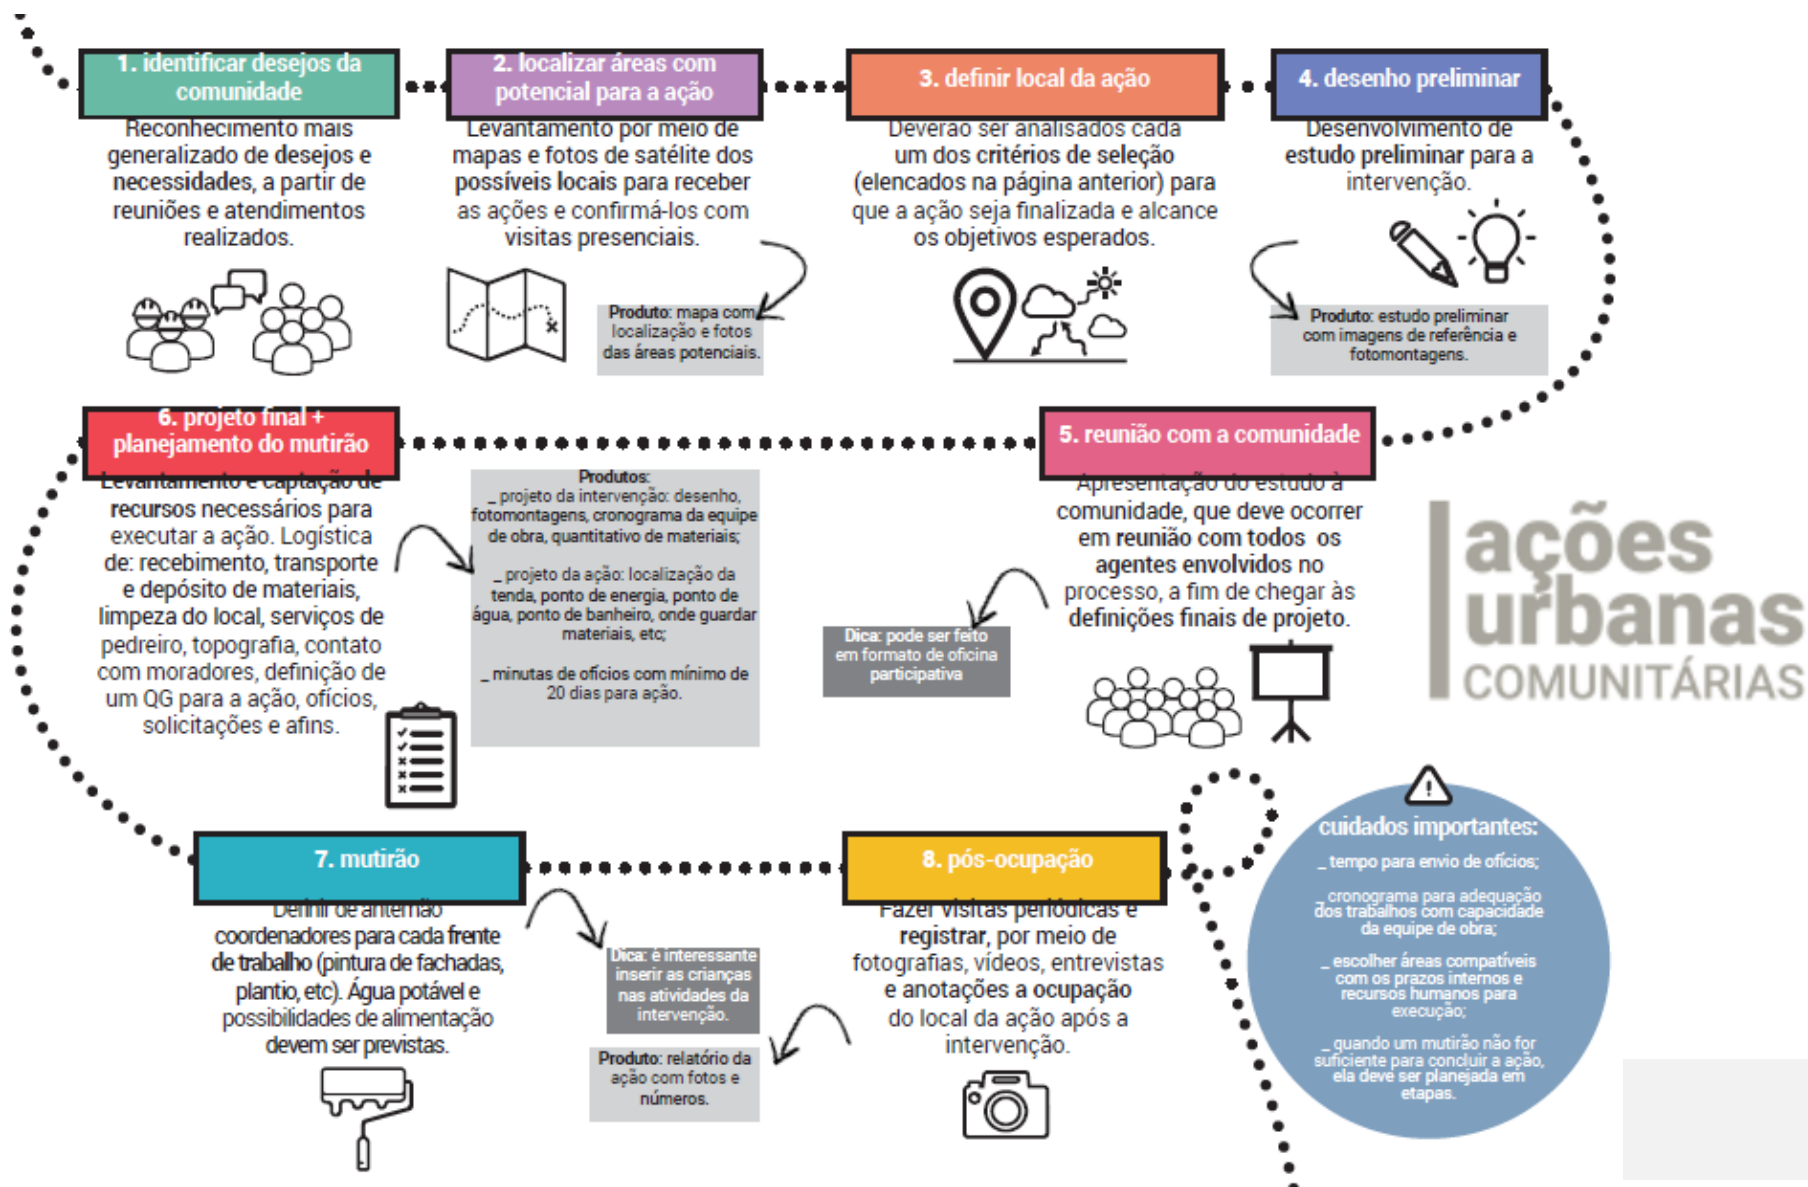 1. identificar desejos da
comunidade
Reconhecimento mais
generalizado de desejos e
necessidades, a partir de
reuniões e atendimentos
realizados.
2. localizar áreas com
potencial para a ação
Levantamento por meio de
mapas e fotos de satélite dos
possíveis locais para receber
as ações e confirmá-los com
visitas presenciais.
Produto: mapa com
localização e fotos
das áreas potenciais.
3. definir local da ação
Deverão ser analisados cada
um dos critérios de seleção
(elencados na página anterior) para
que a ação seja finalizada e alcance
os objetivos esperados.
4. desenho preliminar
Desenvolvimento de
estudo preliminar para a
intervenção.
Produto: estudo preliminar
com imagens de referência e
fotomontagens.
5. reunião com a comunidade
Apresentação do estudo à
comunidade, que deve ocorrer
em reunião com todos os
agentes envolvidos no
processo, a fim de chegar às
definições finais de projeto.
Dica: pode ser feito
em formato de oficina
participativa
6. projeto final +
planejamento do mutirão
Levantamento e captação de
recursos necessários para
executar a ação. Logística
de: recebimento, transporte
e depósito de materiais,
limpeza do local, serviços de
pedreiro, topografia, contato
com moradores, definição de
um QG para a ação, ofícios,
solicitações e afins.
Produtos:
_ projeto da intervenção: desenho,
fotomontagens, cronograma da equipe
de obra, quantitativo de materiais;
_ projeto da ação: localização da
tenda, ponto de energia, ponto de
água, ponto de banheiro, onde guardar
materiais, etc;
_ minutas de ofícios com mínimo de
20 dias para ação.
ações
urbanas
COMUNITÁRIAS
7. mutirão
Definir de antemão
coordenadores para cada frente
de trabalho (pintura de fachadas,
plantio, etc). Água potável e
possibilidades de alimentação
devem ser previstas.
Dica: é interessante
inserir as crianças
nas atividades da
intervenção.
8. pós-ocupação
Fazer visitas periódicas e
registrar, por meio de
fotografias, vídeos, entrevistas
e anotações a ocupação
do local da ação após a
intervenção.
Produto: relatório da
ação com fotos e
números.
cuidados importantes:
_ tempo para envio de ofícios;
_ cronograma para adequação
dos trabalhos com capacidade
da equipe de obra;
_ escolher áreas compatíveis
com os prazos internos e
recursos humanos para
execução;
_ quando um mutirão não for
suficiente para concluir a ação,
ela deve ser planejada em
etapas.